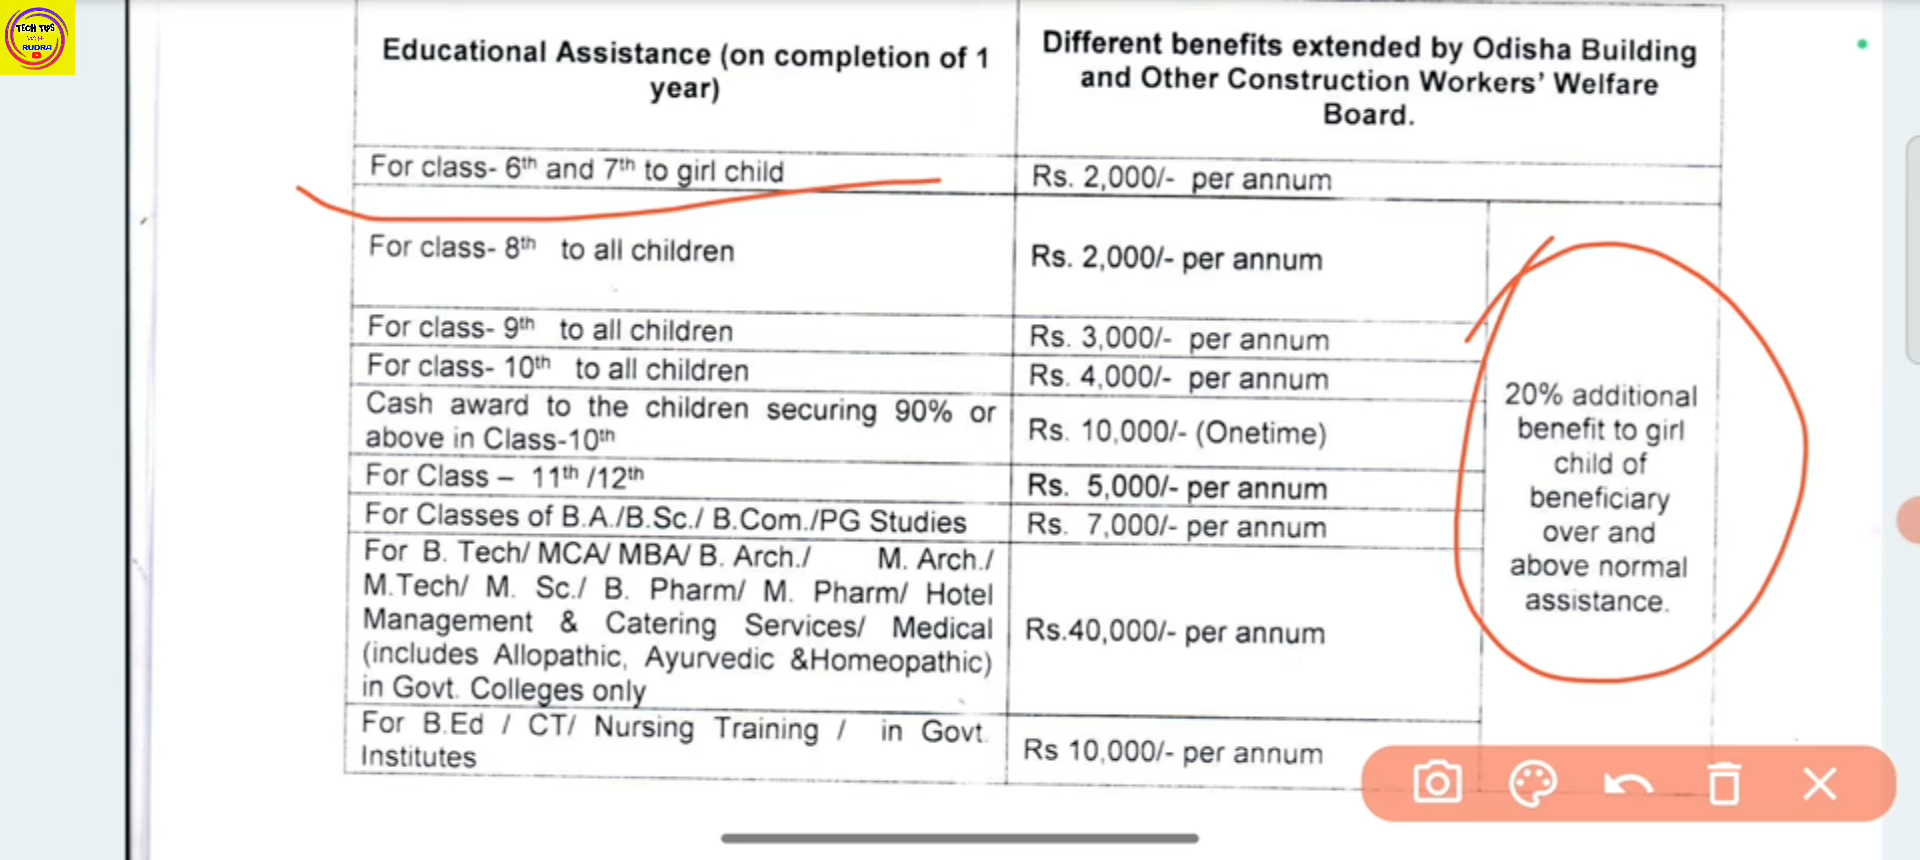 TECH TIPS
WITH
RUDRA
Educational Assistance (on completion of 1
year)
Different benefits extended by Odisha Building
and Other Construction Workers' Welfare
Board.
For class- 6th and 7th to girl child
Rs. 2,000/- per annum
For class- 8th to all children
Rs. 2,000/- per annum
For class- 9th to all children
Rs. 3,000/- per annum
For class- 10th to all children
Rs. 4,000/- per annum
Cash award to the children securing 90% or
above in Class-10th
Rs. 10,000/- (Onetime)
For Class – 11th /12th
Rs. 5,000/- per annum
For Classes of B.A./B.Sc./ B.Com./PG Studies
Rs. 7,000/- per annum
For B. Tech/ MCA/ MBA/ B. Arch./ M. Arch./
M.Tech/ M. Sc./ B. Pharm/ M. Pharm/ Hotel
Management & Catering Services/ Medical
(includes Allopathic, Ayurvedic &Homeopathic)
in Govt. Colleges only
Rs.40,000/- per annum
For B.Ed / CT/ Nursing Training / in Govt.
Institutes
Rs 10,000/- per annum
20% additional
benefit to girl
child of
beneficiary
over and
above normal
assistance.